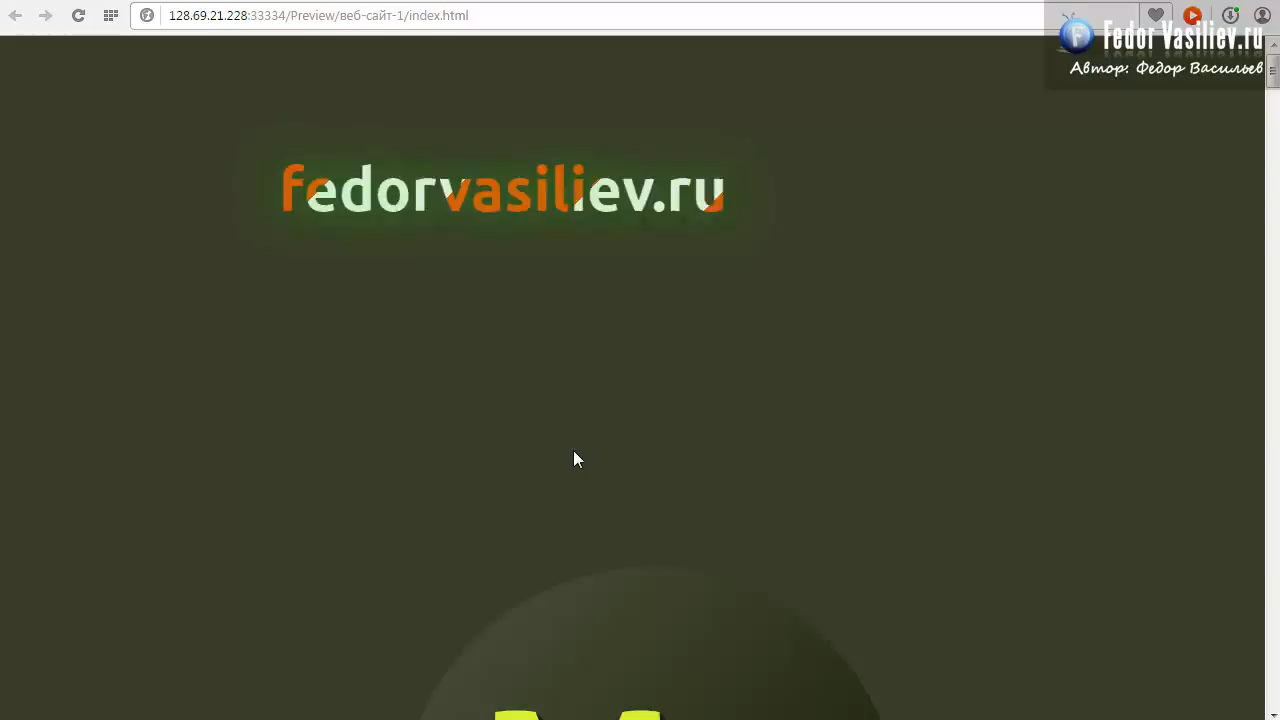 128.69.21.228:33334/Preview/веб-сайт-1/index.html
Fedor Vasiliev.ru
Автор: Федор Васильев
fedorvasiliev.ru